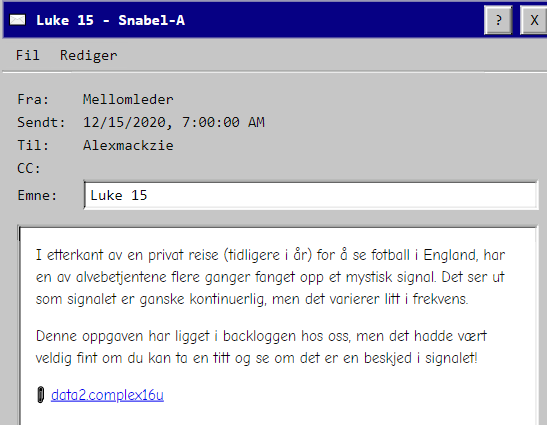 Luke 15 - Snabel-A
? X
Fil Rediger
Fra: Mellomleder
Sendt: 12/15/2020, 7:00:00 AM
Til: Alexmackzie
CC:
Emne: Luke 15
I etterkant av en privat reise (tidligere i år) for å se fotball i England, har
en av alvebetjentene flere ganger fanget opp et mystisk signal. Det ser ut
som signalet er ganske kontinuerlig, men det varierer litt i frekvens.
Denne oppgaven har ligget i backloggen hos oss, men det hadde vært
veldig fint om du kan ta en titt og se om det er en beskjed i signalet!
data2.complex16u